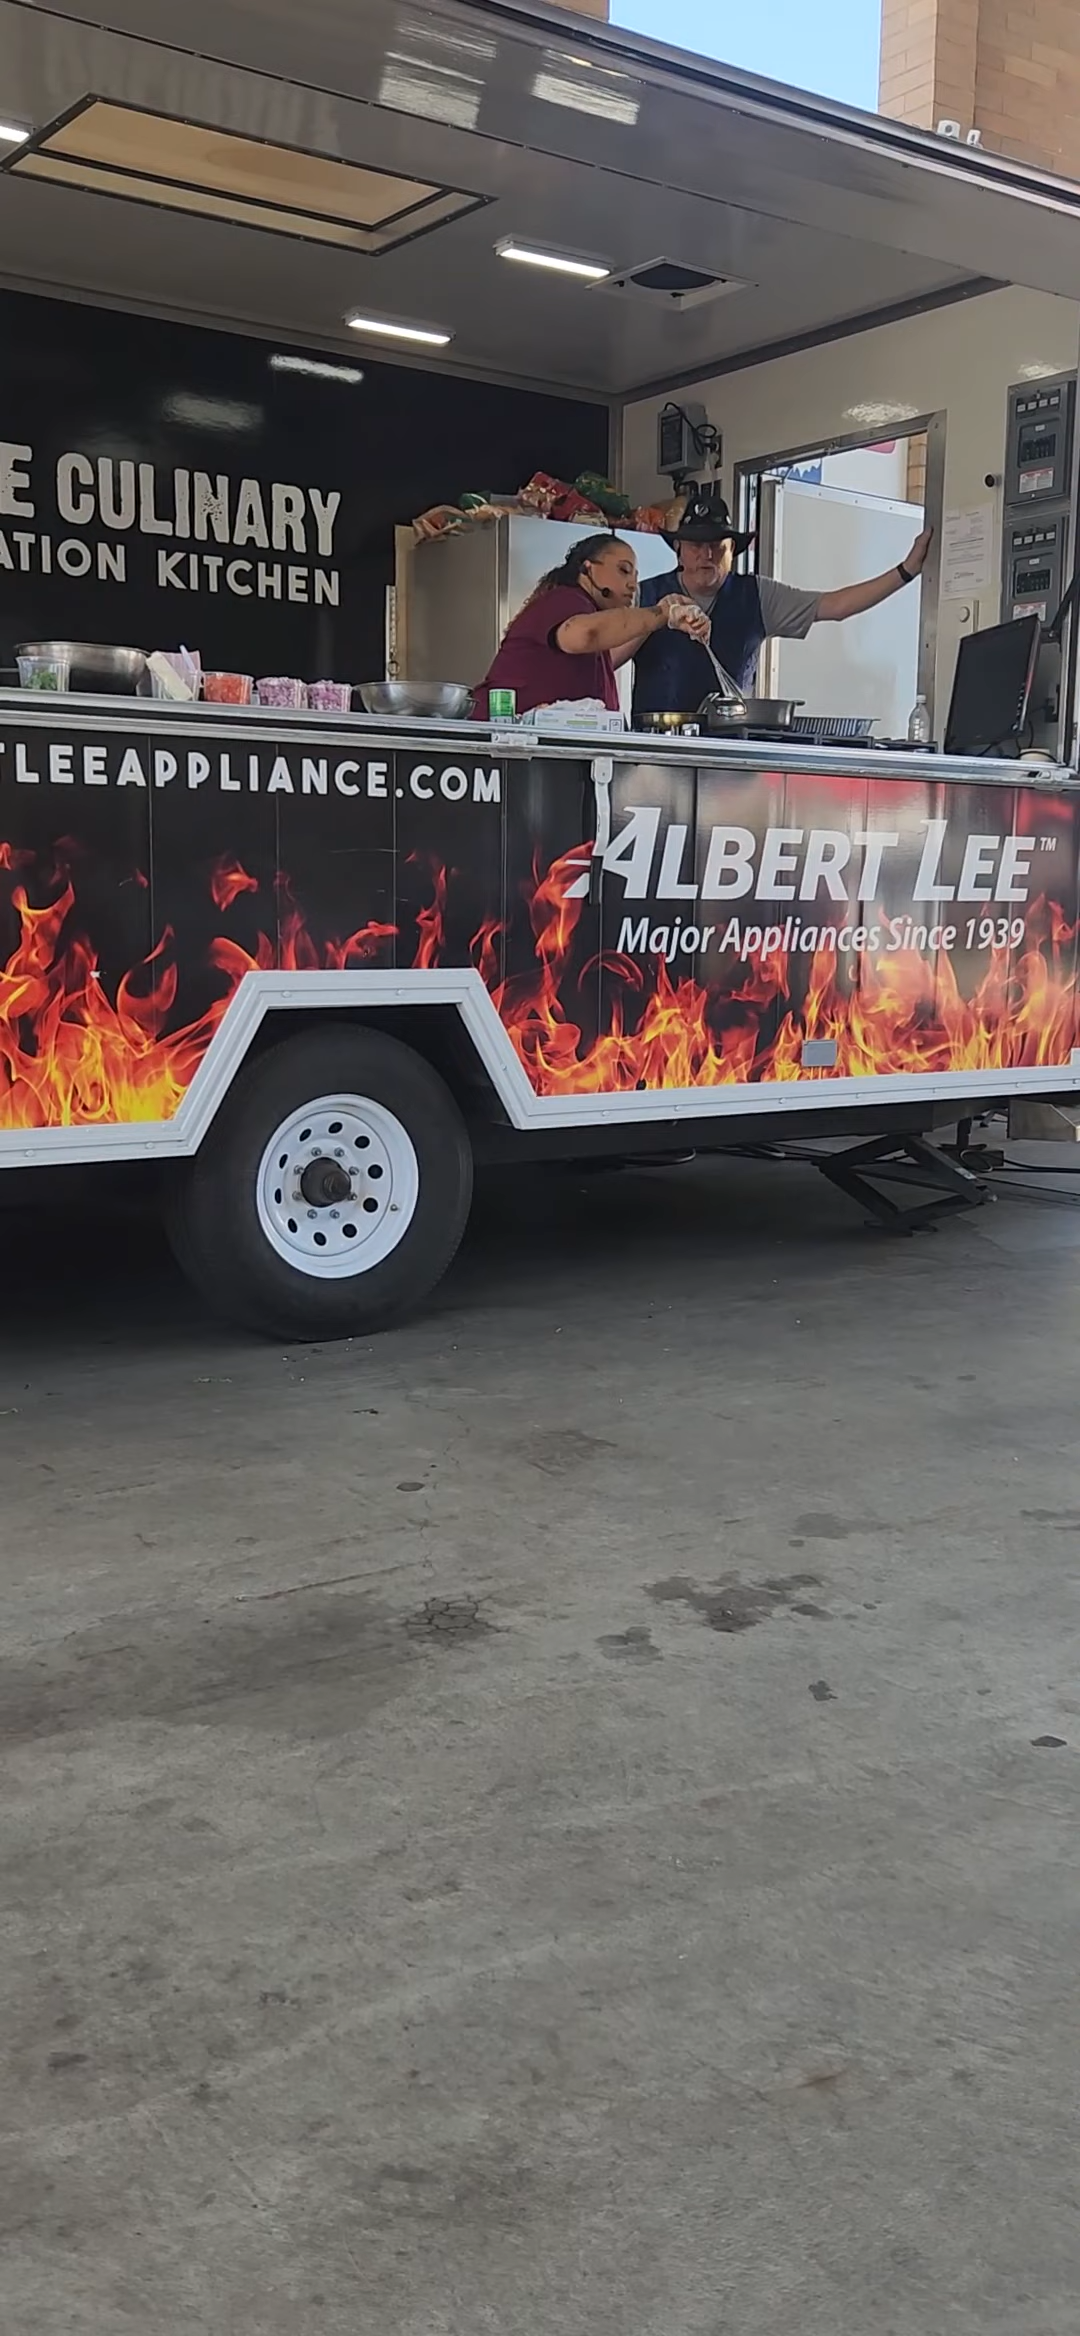 E CULINARY
ATION KITCHEN
TLEEAPPLIANCE.COM
ALBERT LEE™
Major Appliances Since 1939